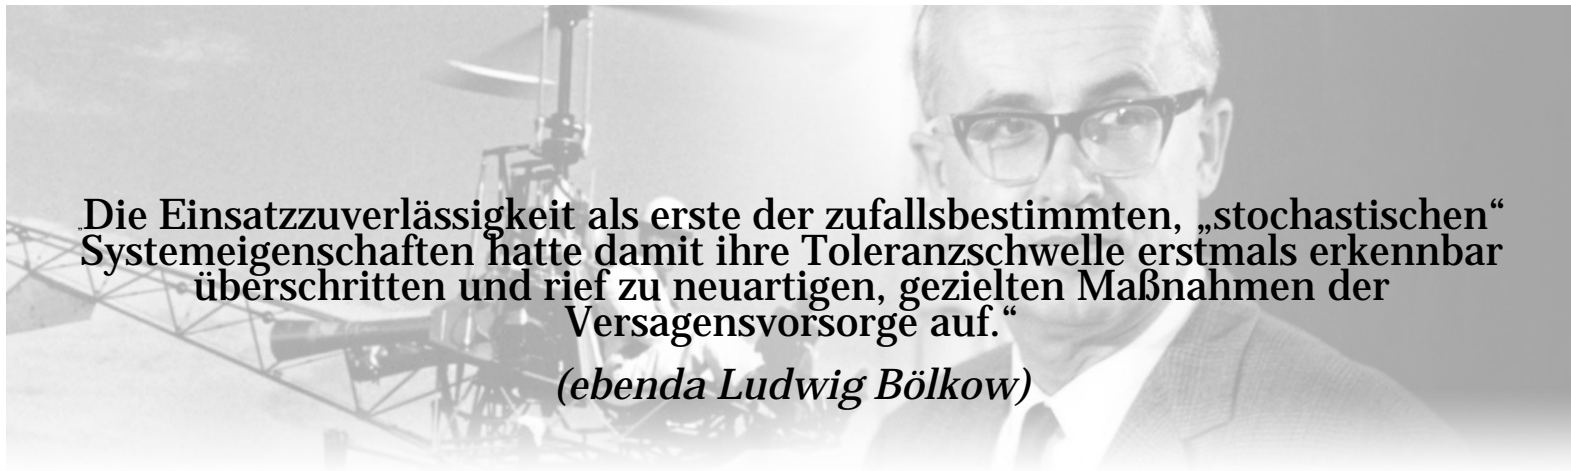 „Die Einsatzzuverlässigkeit als erste der zufallsbestimmten, „stochastischen“
Systemeigenschaften hatte damit ihre Toleranzschwelle erstmals erkennbar
überschritten und rief zu neuartigen, gezielten Maßnahmen der
Versagensvorsorge auf.“
(ebenda Ludwig Bölkow)